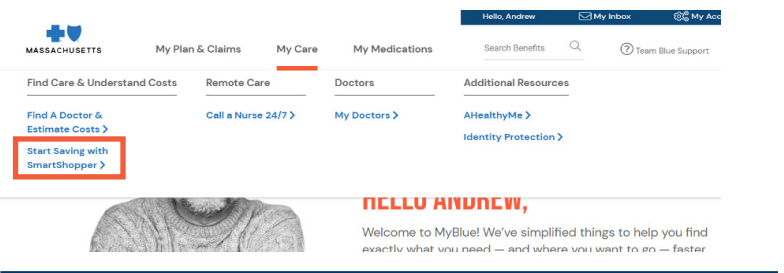 Hello, Andrew My Inbox
MASSACHUSETTS My Plan & Claims My Care My Medications Search Benefits Team Blue Support
Find Care & Understand Costs Remote Care Doctors Additional Resources
Find A Doctor & Call a Nurse 24/7 My Doctors AHealthyMe
Estimate Costs Identity Protection
Start Saving with
SmartShopper
HELLO ANDREW,
Welcome to MyBlue! We've simplified things to help you find
exactly what you need — and where you want to go — faster